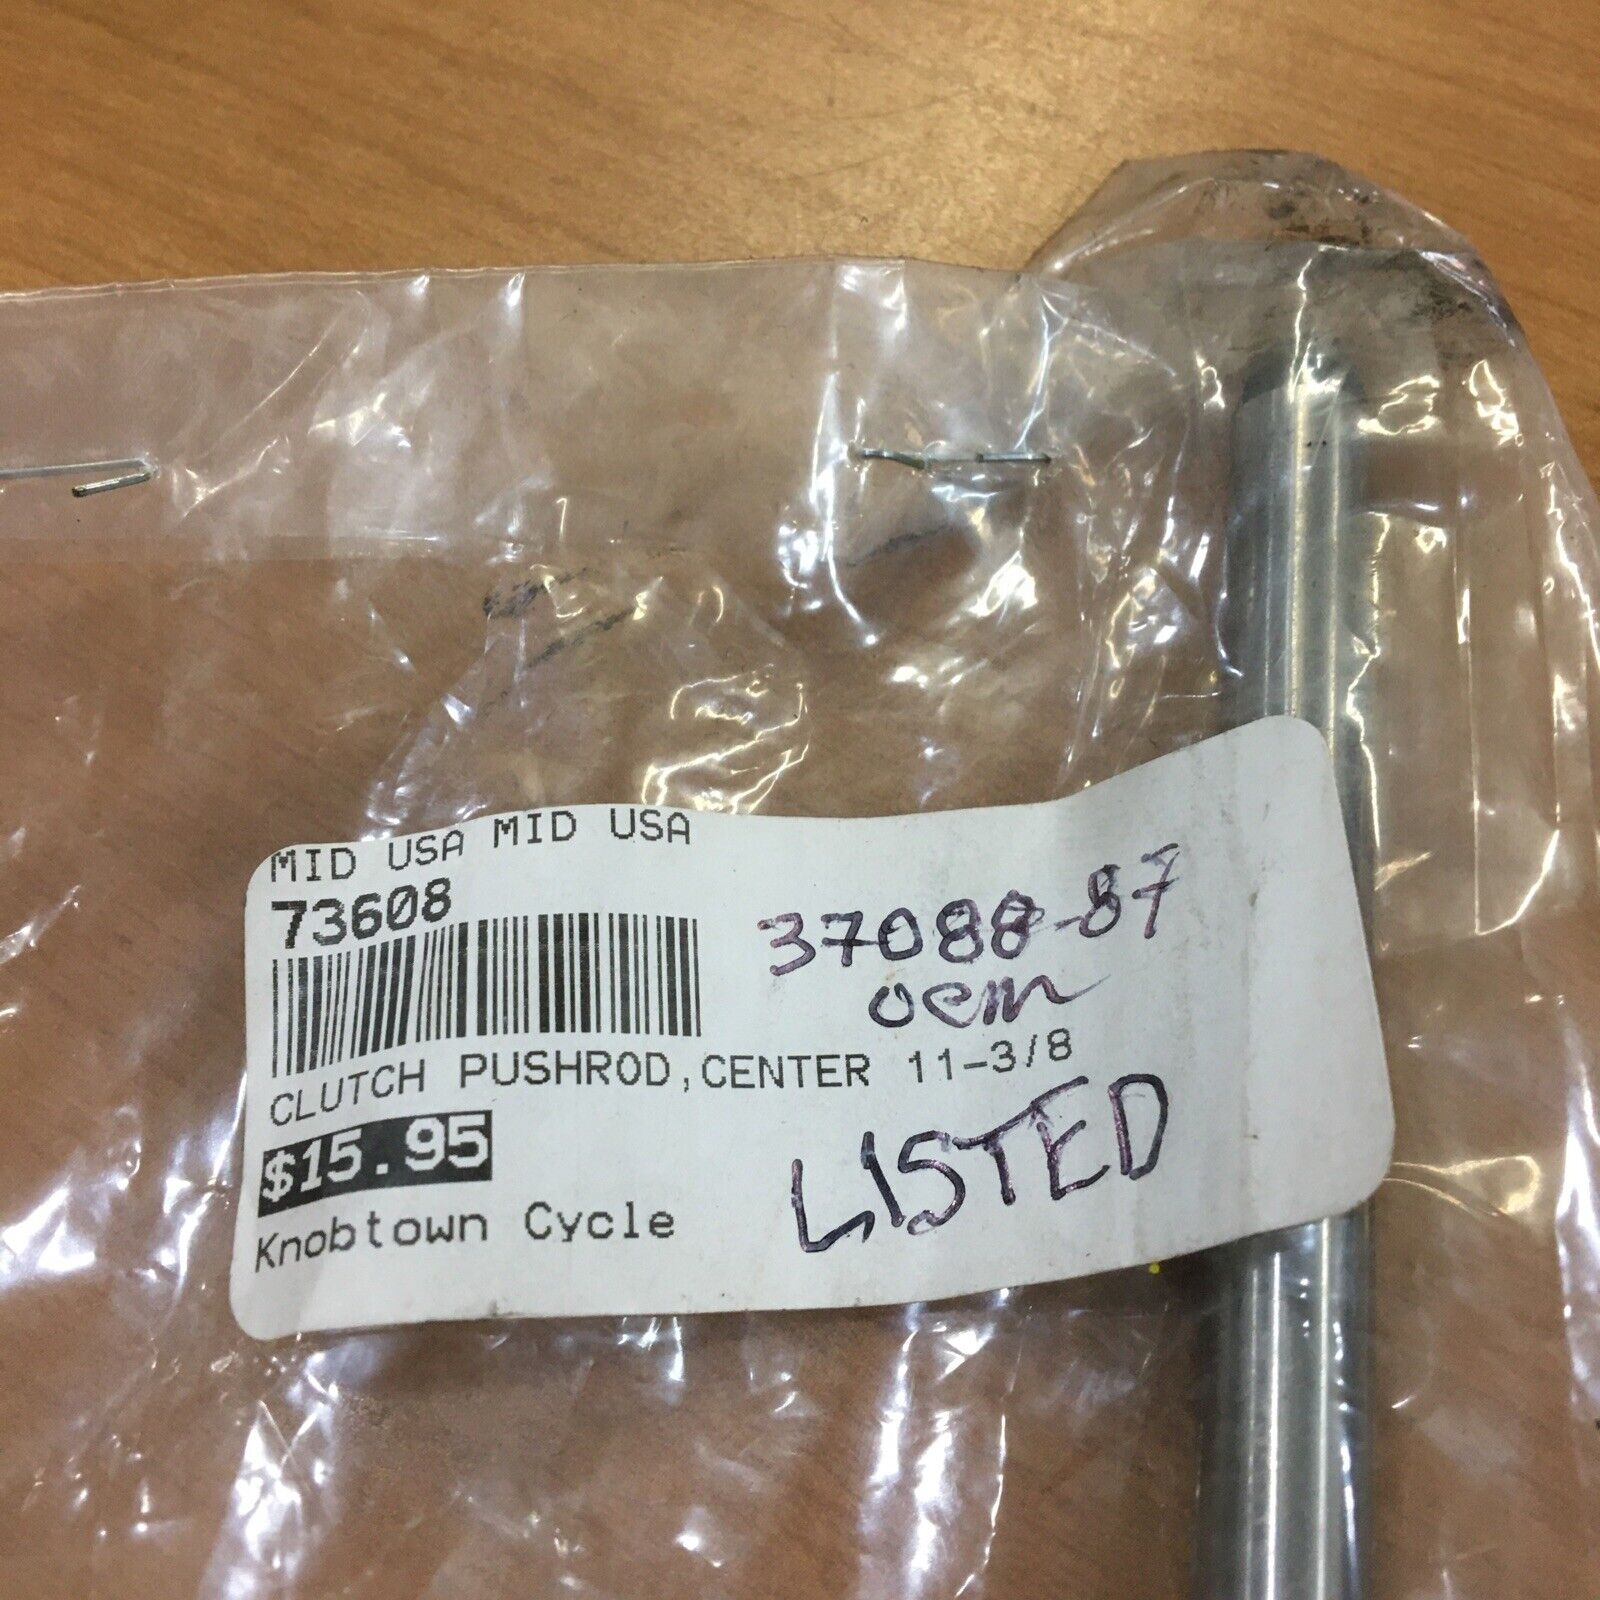 MID USA MID USA
73608
37088-87
oem
CLUTCH PUSHROD,CENTER 11-3/8
$15.95
LISTED
Knobtown Cycle